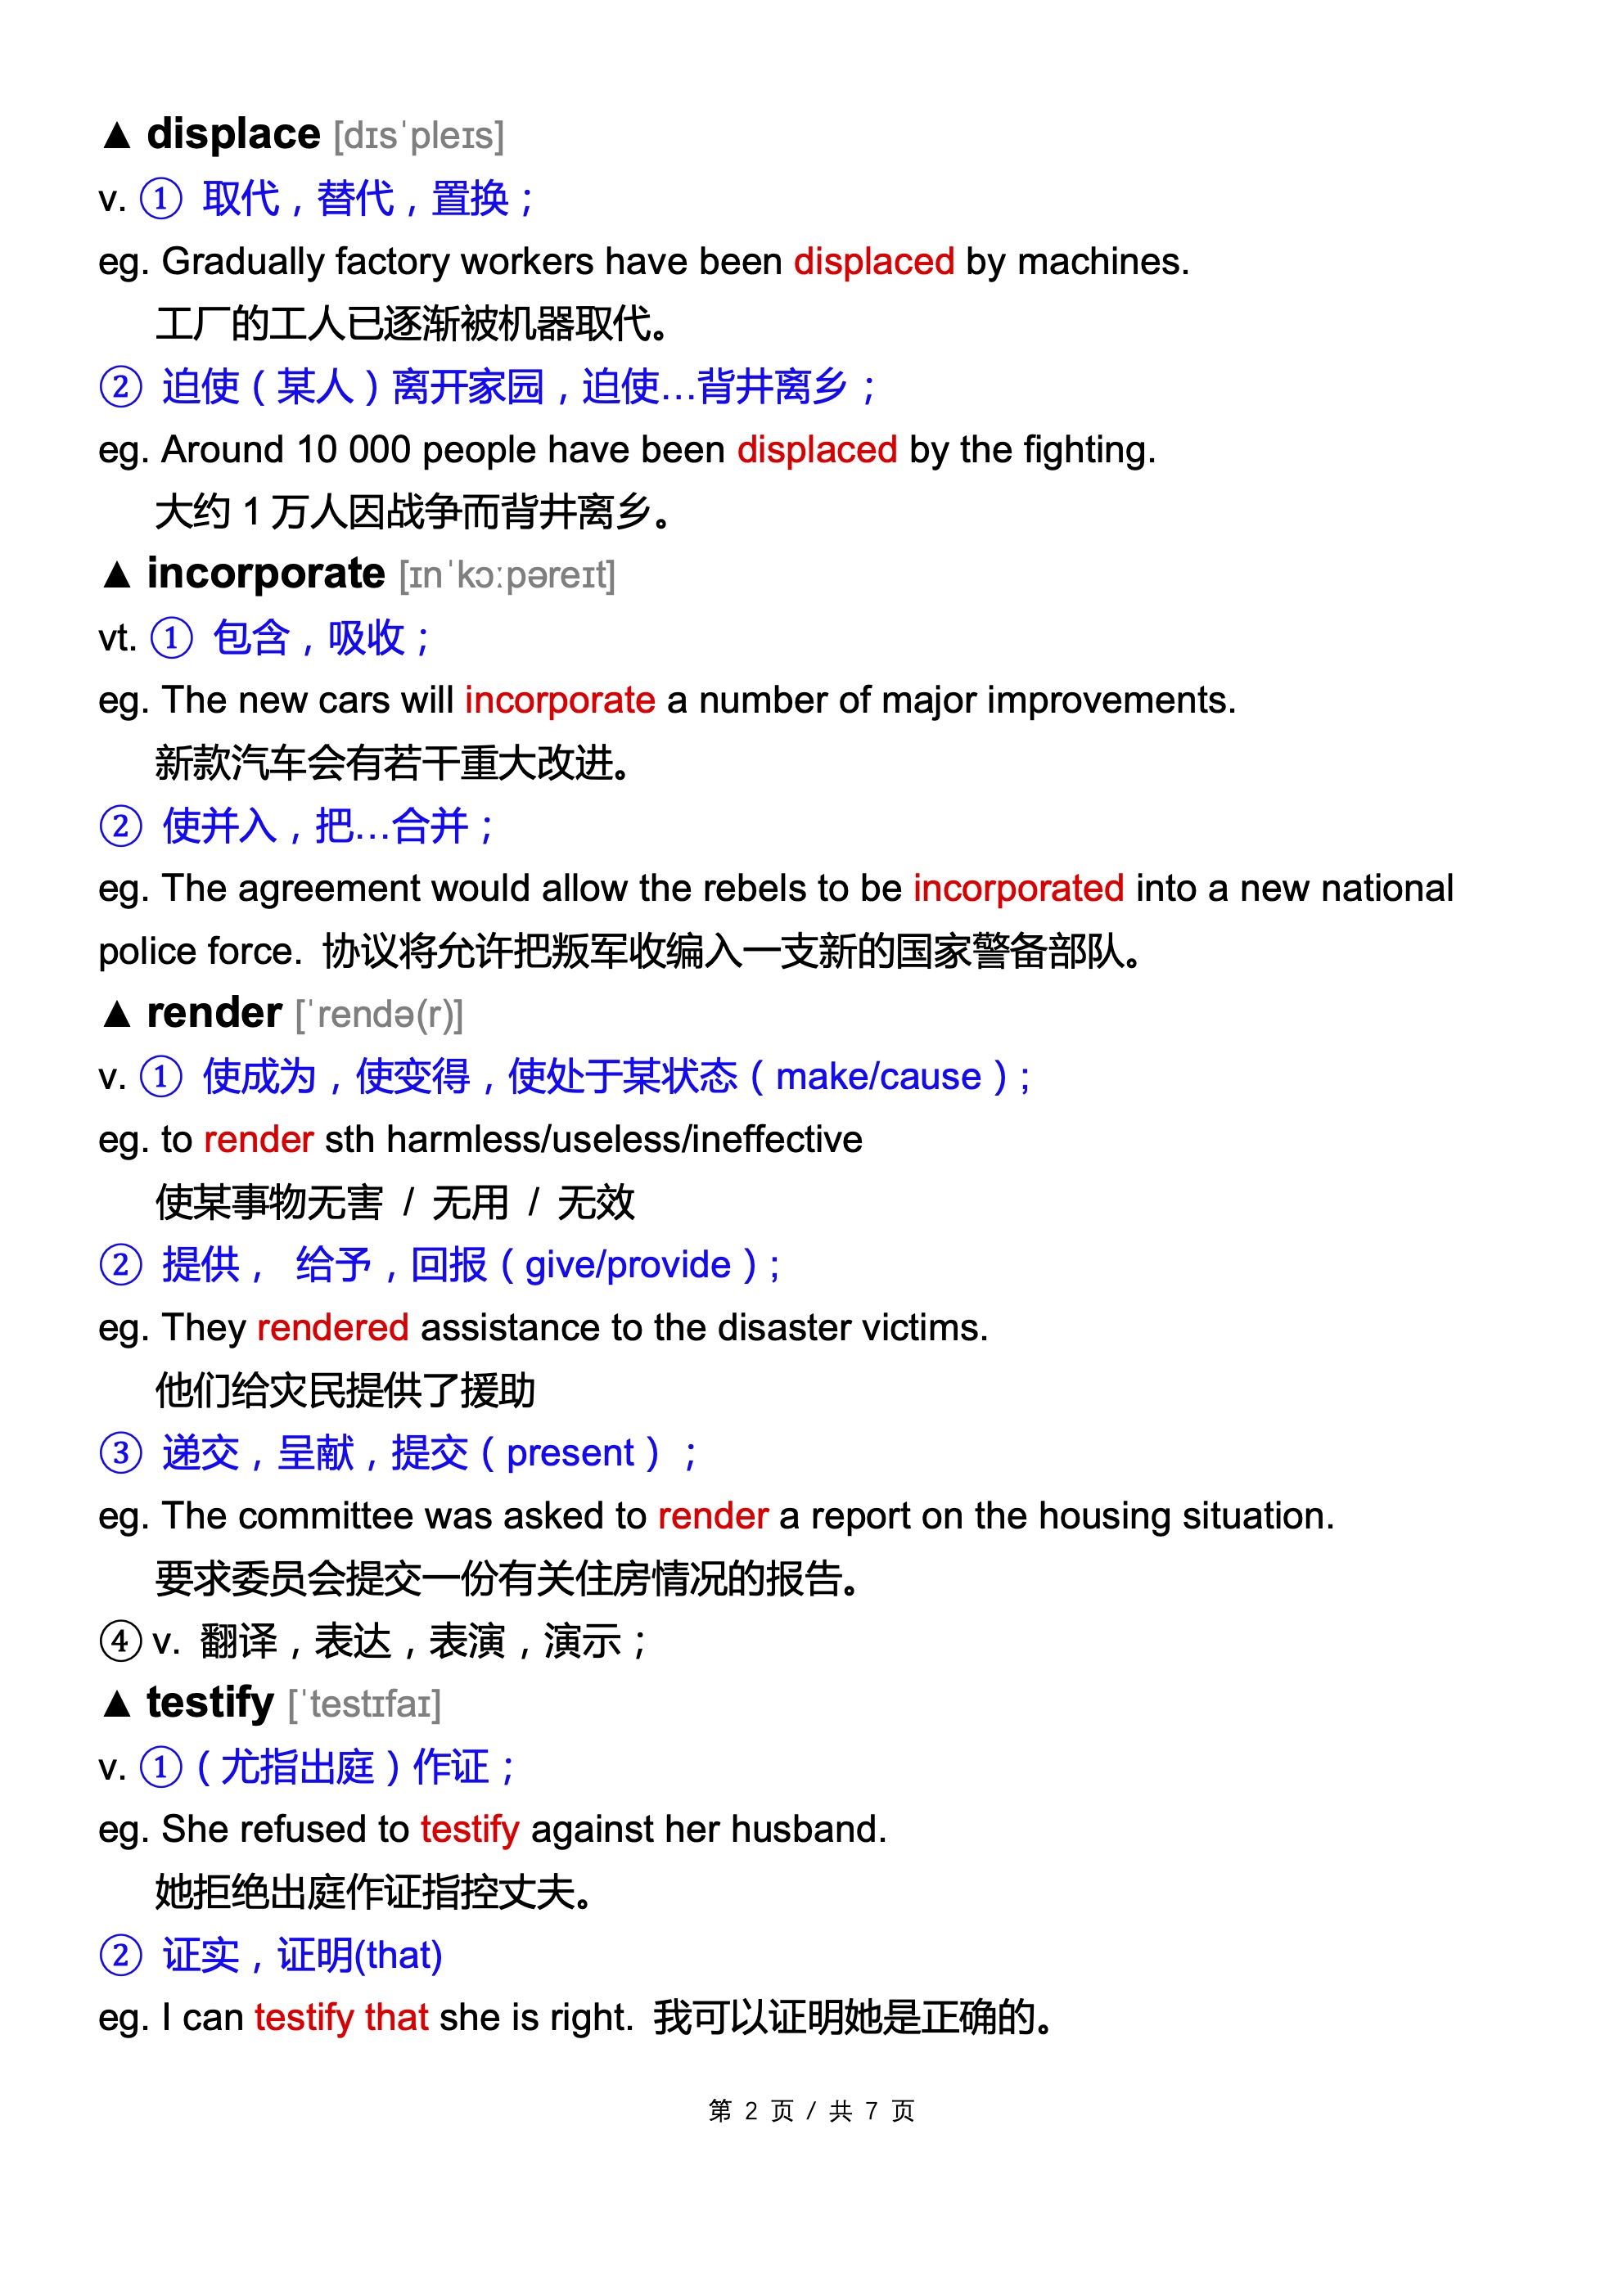 ▲ displace [dɪsˈpleɪs]
v. ① 取代，替代，置换；
eg. Gradually factory workers have been displaced by machines.
工厂的工人已逐渐被机器取代。
② 迫使（某人）离开家园，迫使…背井离乡；
eg. Around 10 000 people have been displaced by the fighting.
大约 1 万人因战争而背井离乡。
▲ incorporate [ɪnˈkɔːpəreɪt]
vt. ① 包含，吸收；
eg. The new cars will incorporate a number of major improvements.
新款汽车会有若干重大改进。
② 使并入，把…合并；
eg. The agreement would allow the rebels to be incorporated into a new national
police force. 协议将允许把叛军收编入一支新的国家警备部队。
▲ render [ˈrendə(r)]
v. ① 使成为，使变得，使处于某状态（make/cause）;
eg. to render sth harmless/useless/ineffective
使某事物无害 / 无用 / 无效
② 提供， 给予，回报（give/provide）;
eg. They rendered assistance to the disaster victims.
他们给灾民提供了援助
③ 递交，呈献，提交（present）；
eg. The committee was asked to render a report on the housing situation.
要求委员会提交一份有关住房情况的报告。
④ v. 翻译，表达，表演，演示；
▲ testify [ˈtestɪfaɪ]
v. ①（尤指出庭）作证；
eg. She refused to testify against her husband.
她拒绝出庭作证指控丈夫。
② 证实，证明(that)
eg. I can testify that she is right. 我可以证明她是正确的。
第 2 页 / 共 7 页